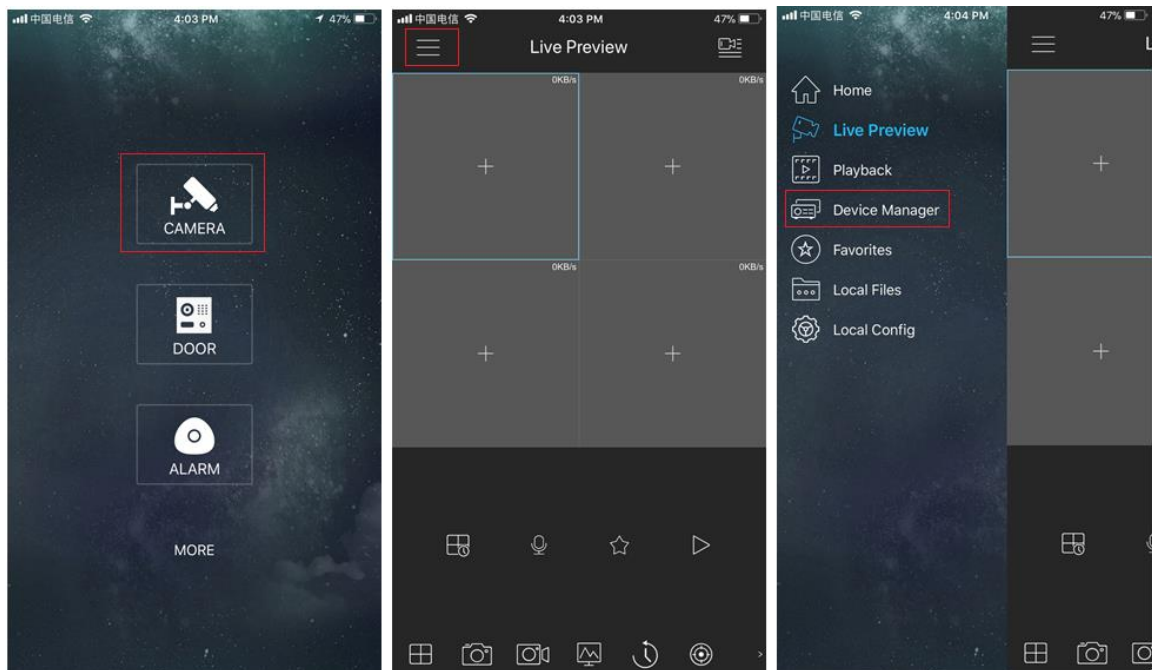 中国电信
4:03 PM
47%
CAMERA
DOOR
ALARM
MORE
中国电信
4:03 PM
47%
Live Preview
0KB/s
0KB/s
0KB/s
0KB/s
中国电信
4:04 PM
47%
L
Home
Live Preview
Playback
Device Manager
Favorites
Local Files
Local Config